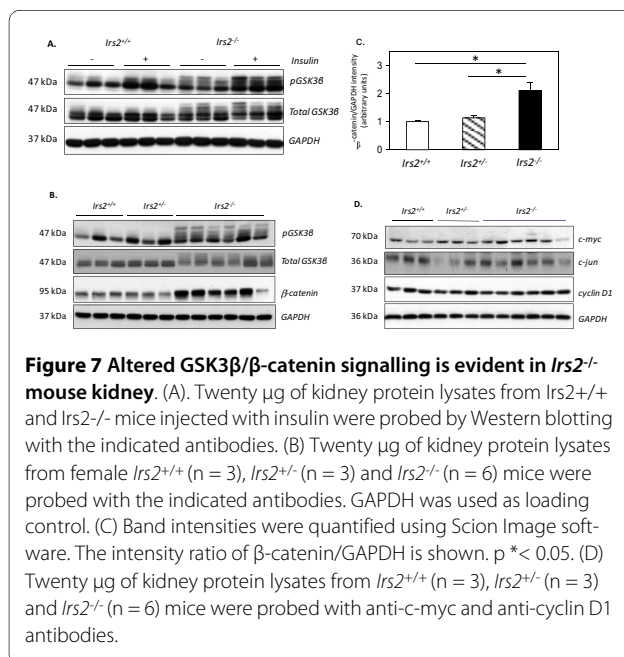 A.
Irs2+/+ Irs2-/-
- + - + Insulin
47 kDa pGSK3β
47 kDa Total GSK3β
37 kDa GAPDH
C.
-catenin/GAPDH intensity
(arbitrary units)
3
2
1
0
* *
Irs2+/+ Irs2+/- Irs2-/-
B.
Irs2+/+ Irs2+/- Irs2-/-
47 kDa pGSK3β
47 kDa Total GSK3β
95 kDa β-catenin
37 kDa GAPDH
D.
Irs2+/+ Irs2+/- Irs2-/-
70 kDa c-myc
36 kDa c-jun
37 kDa cyclin D1
36 kDa GAPDH
Figure 7 Altered GSK3β/β-catenin signalling is evident in Irs2-/-
mouse kidney. (A). Twenty μg of kidney protein lysates from Irs2+/+
and Irs2-/- mice injected with insulin were probed by Western blotting
with the indicated antibodies. (B) Twenty μg of kidney protein lysates
from female Irs2+/+ (n = 3), Irs2+/- (n = 3) and Irs2-/- (n = 6) mice were
probed with the indicated antibodies. GAPDH was used as loading
control. (C) Band intensities were quantified using Scion Image soft-
ware. The intensity ratio of β-catenin/GAPDH is shown. p *< 0.05. (D)
Twenty μg of kidney protein lysates from Irs2+/+ (n = 3), Irs2+/- (n = 3)
and Irs2-/- (n = 6) mice were probed with anti-c-myc and anti-cyclin D1
antibodies.